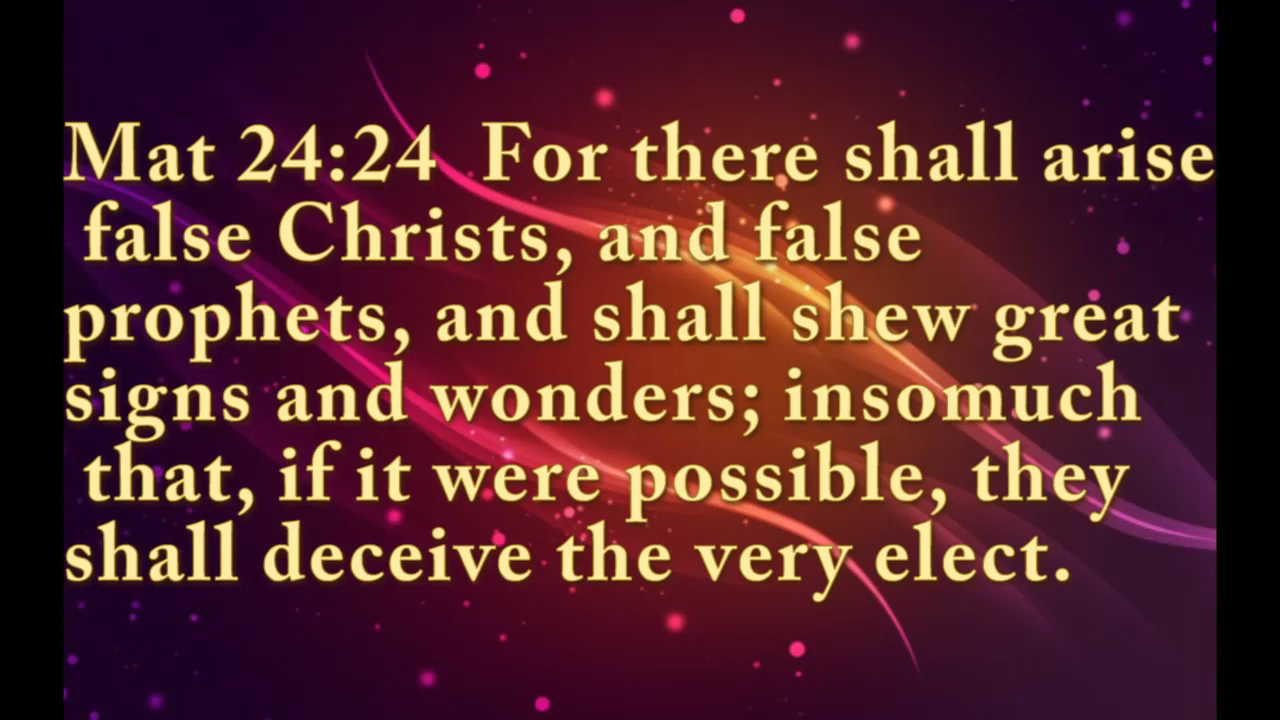 Mat 24:24  For there shall arise
false Christs, and false
prophets, and shall shew great
signs and wonders; insomuch
that, if it were possible, they
shall deceive the very elect.